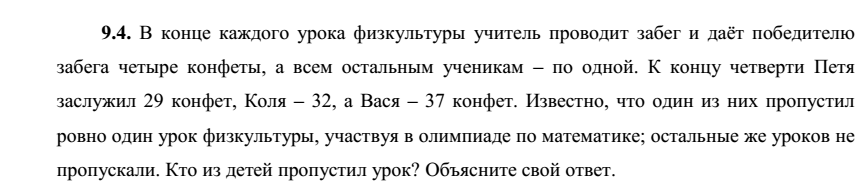 9.4. В конце каждого урока физкультуры учитель проводит забег и даёт победителю
забега четыре конфеты, а всем остальным ученикам – по одной. К концу четверти Петя
заслужил 29 конфет, Коля – 32, а Вася – 37 конфет. Известно, что один из них пропустил
ровно один урок физкультуры, участвуя в олимпиаде по математике; остальные же уроков не
пропускали. Кто из детей пропустил урок? Объясните свой ответ.